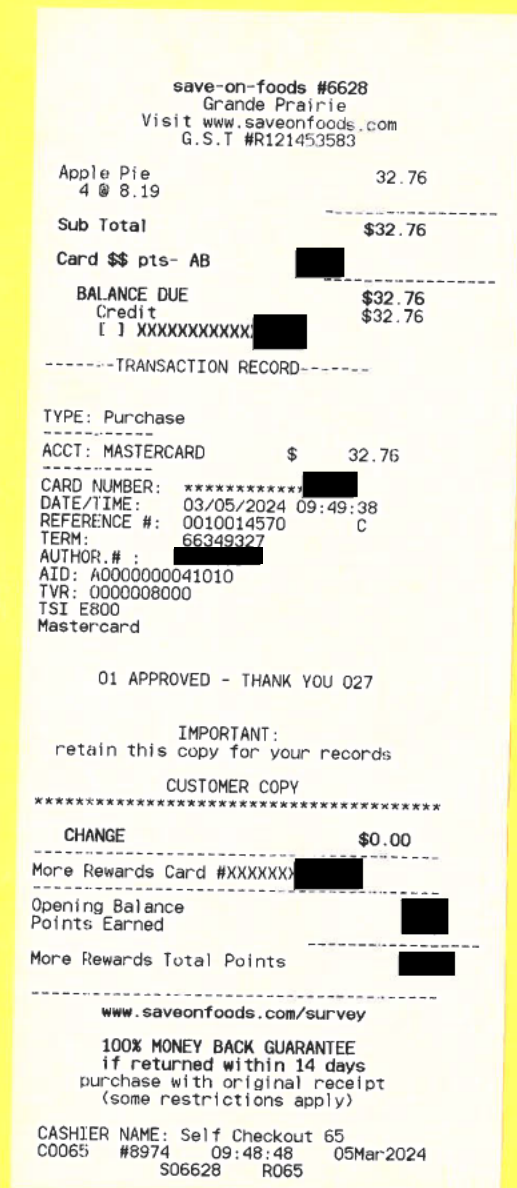 save-on-foods #6628
Grande Prairie
Visit www.saveonfoods.com
G.S.T #R121453583
Apple Pie 32.76
4 @ 8.19
Sub Total $32.76
Card $$ pts- AB
BALANCE DUE $32.76
Credit $32.76
[ ] XXXXXXXXXXX
-------TRANSACTION RECORD-------
TYPE: Purchase
ACCT: MASTERCARD $ 32.76
CARD NUMBER: ************
DATE/TIME: 03/05/2024 09:49:38
REFERENCE #: 0010014570 C
TERM: 66349327
AUTHOR.# :
AID: A0000000041010
TVR: 0000008000
TSI E800
Mastercard
01 APPROVED - THANK YOU 027
IMPORTANT:
retain this copy for your records
CUSTOMER COPY
****************************************
CHANGE $0.00
More Rewards Card #XXXXXXX
Opening Balance
Points Earned
More Rewards Total Points
www.saveonfoods.com/survey
100% MONEY BACK GUARANTEE
if returned within 14 days
purchase with original receipt
(some restrictions apply)
CASHIER NAME: Self Checkout 65
C0065 #8974 09:48:48 05Mar2024
S06628 R065